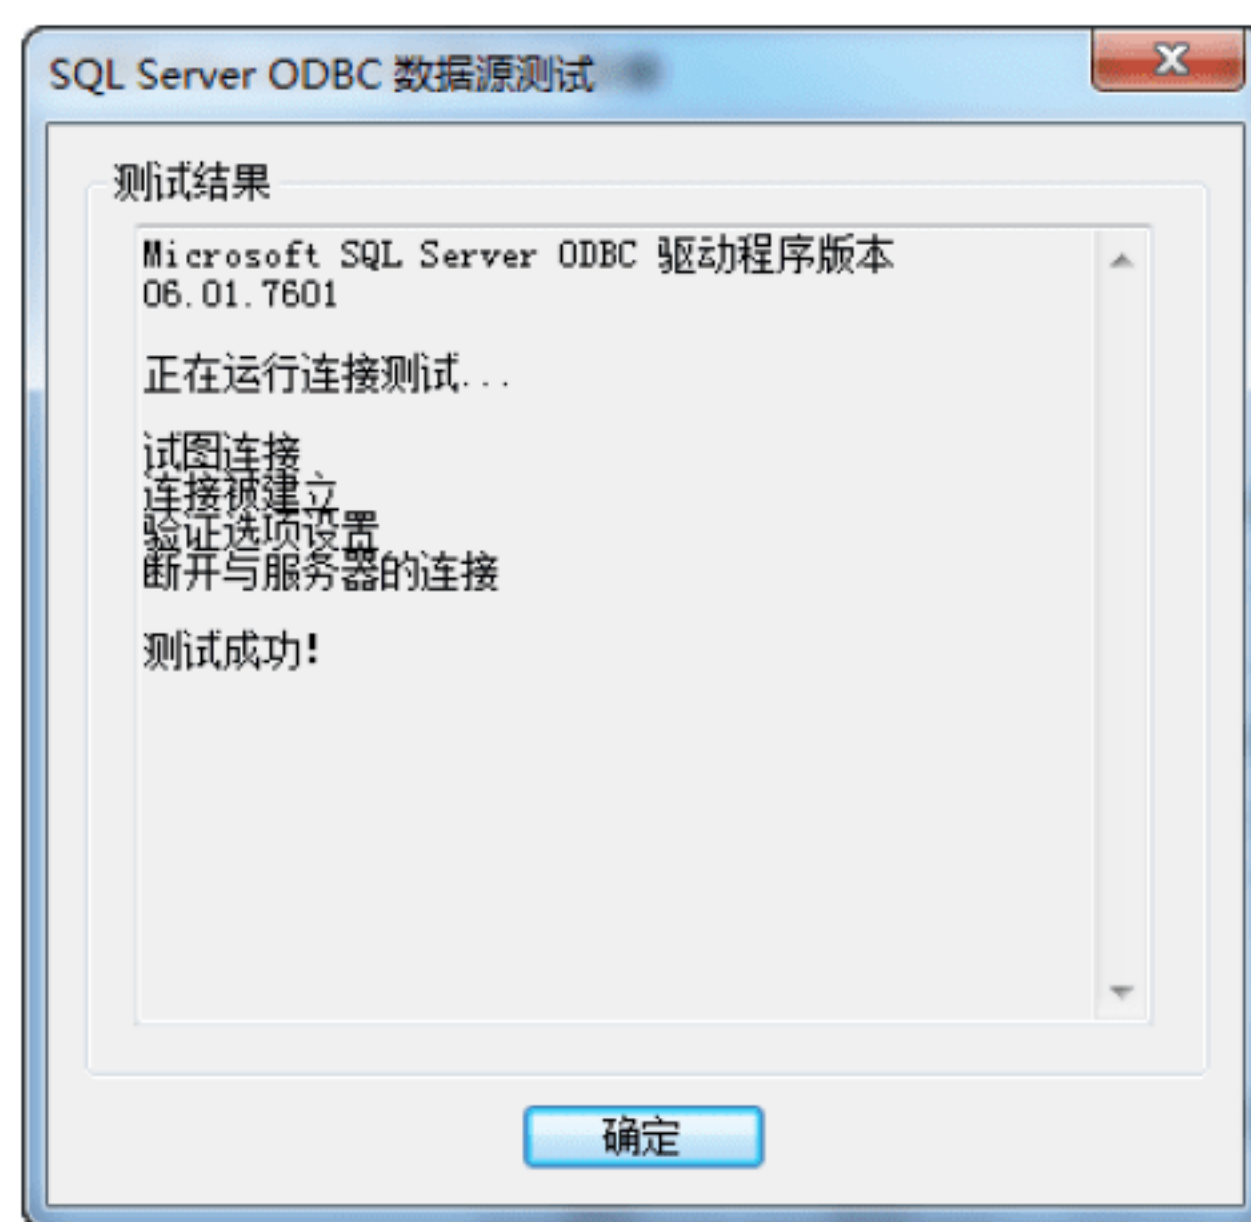 SQL Server ODBC 数据源测试
测试结果
Microsoft SQL Server ODBC 驱动程序版本
06.01.7601
正在运行连接测试...
试图连接
连接被建立
验证选项设置
断开与服务器的连接
测试成功!
确定